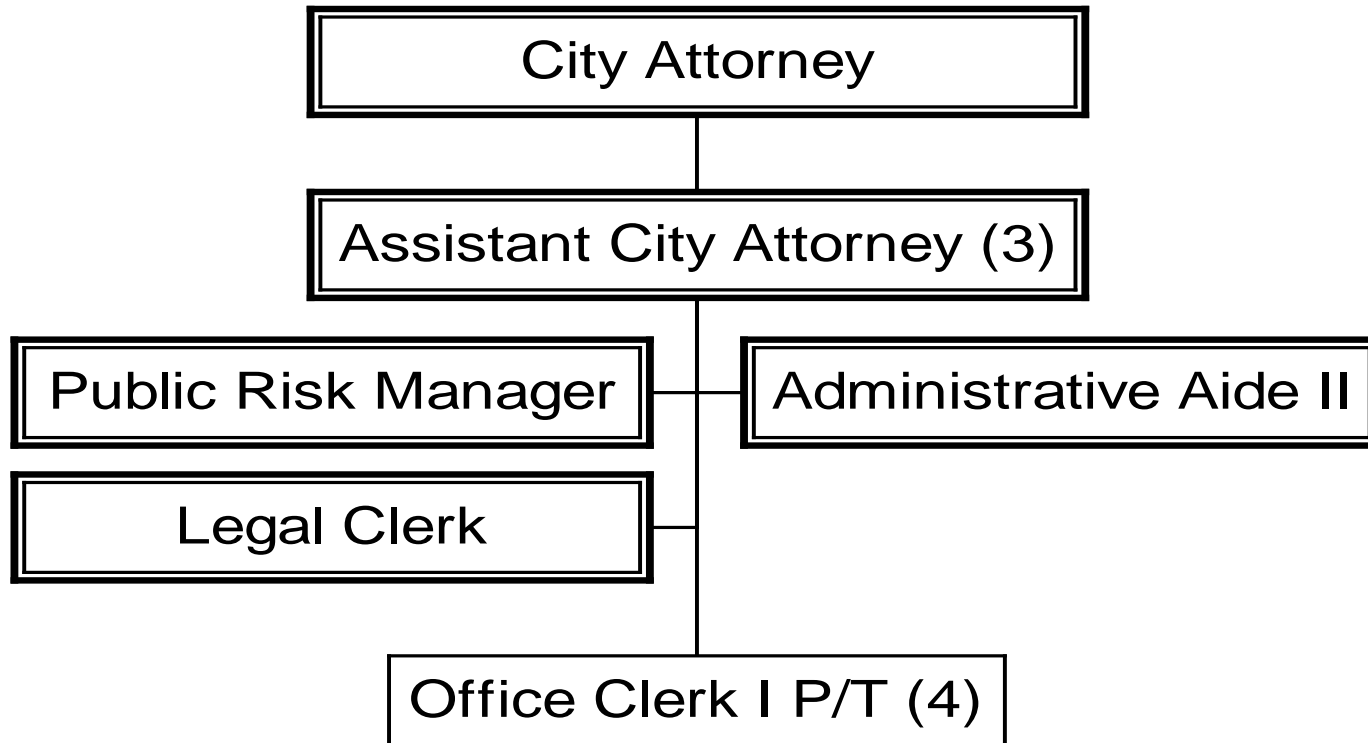 City Attorney
Assistant City Attorney (3)
Public Risk Manager
Administrative Aide II
Legal Clerk
Office Clerk I P/T (4)